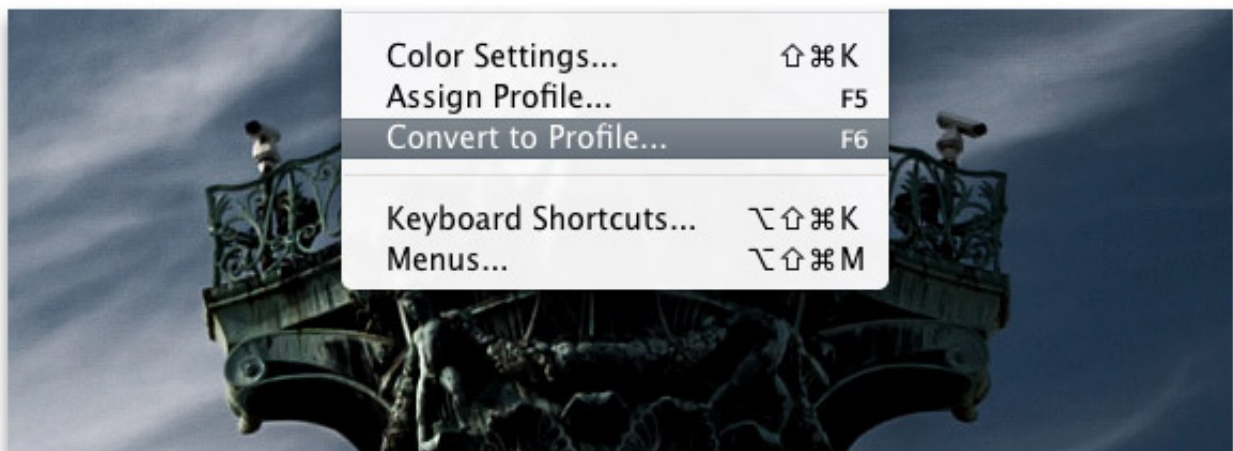 Color Settings... ⇧⌘K
Assign Profile... F5
Convert to Profile... F6
Keyboard Shortcuts... ⌥⇧⌘K
Menus... ⌥⇧⌘M